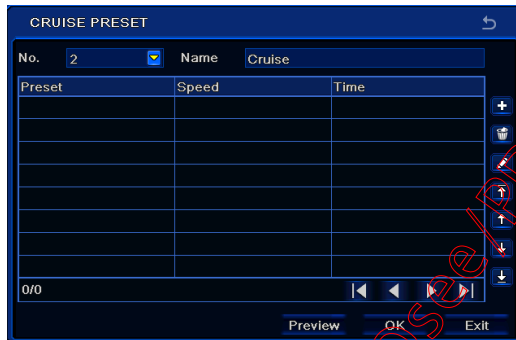 CRUISE PRESET
No. 2 Name Cruise
Preset Speed Time
0/0
Preview OK Exit